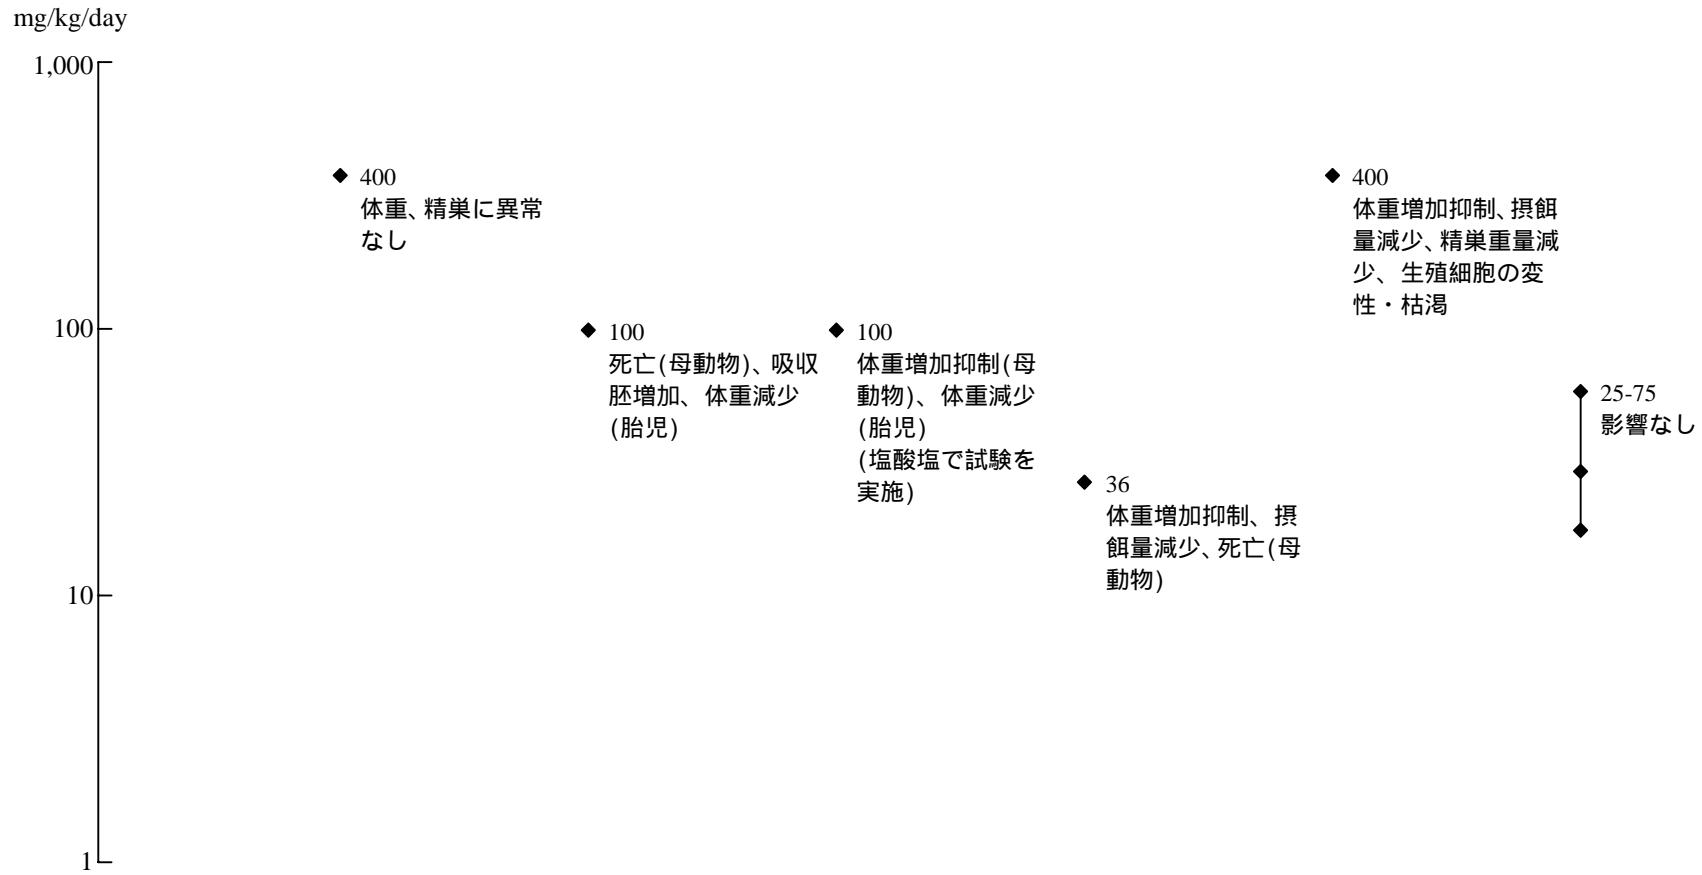 mg/kg/day
1,000
400
体重、精巣に異常
なし
400
体重増加抑制、摂餌
量減少、精巣重量減
少、生殖細胞の変
性・枯渇
100
100
死亡(母動物)、吸収
胚増加、体重減少
(胎児)
100
体重増加抑制(母
動物)、体重減少
(胎児)
(塩酸塩で試験を
実施)
25-75
影響なし
36
体重増加抑制、摂
餌量減少、死亡(母
動物)
10
1